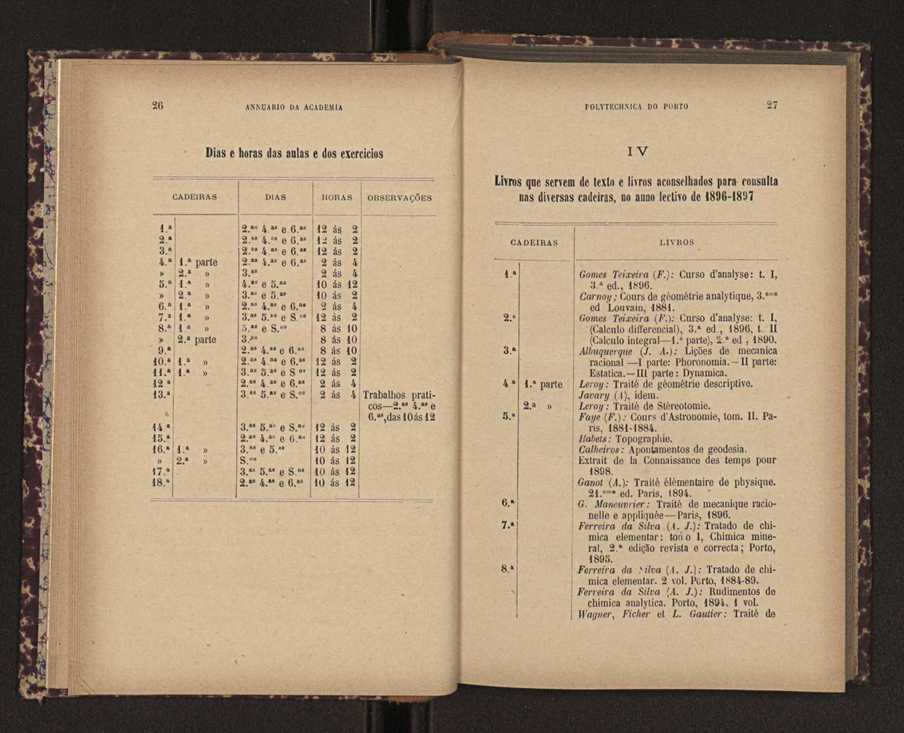 26
ANNUARIO DA ACADEMIA
Dias e horas das aulas e dos exercicios
CADEIRAS DIAS HORAS OBSERVAÇÕES
1.ª 2.as 4.as e 6.as 12 ás 2
2.ª 2.as 4.as e 6.as 12 ás 2
3.ª 2.as 4.as e 6.as 12 ás 2
4.ª 1.ª parte 2.as 4.as e 6.as 2 ás 4
» 2.ª » 3.as 2 ás 4
5.ª 1.ª » 4.as e 5.as 10 ás 12
» 2.ª » 3.as e 5.as 10 ás 2
6.ª 1.ª » 2.as 4.as e 6.as 2 ás 4
7.ª 1.ª » 3.as 5.as e S.os 12 ás 2
8.ª 1 ª » 5.as e S.os 8 ás 10
» 2.ª parte 3.as 8 ás 10
9.ª 2.as 4.as e 6.as 8 ás 10
10.ª 1.ª » 2.as 4.as e 6.as 12 ás 2
11.ª 1.ª » 3.as 5.as e S os 12 ás 2
12 ª 2.as 4.as e 6.as 2 ás 4
13.ª 3.as 5.as e S.os 2 ás 4 Trabalhos prati-
cos—2.as 4.as e
6.as,das 10 ás 12
14 ª 3.as 5.as e S.os 12 ás 2
15.ª 2.as 4.as e 6.as 12 ás 2
16.ª 1.ª » 3.as e 5.as 10 ás 12
» 2.ª » S.os 10 ás 12
17.ª 3.as 5.as e S.os 10 ás 12
18.ª 2.as 4.as e 6.as 10 ás 12
POLYTECHNICA DO PORTO
27
IV
Livros que servem de texto e livros aconselhados para consulta
nas diversas cadeiras, no anno lectivo de 1896-1897
CADEIRAS LIVROS
1.ª Gomes Teixeira (F.): Curso d'analyse: t. I,
3.ª ed., 1896.
Carnoy; Cours de géométrie analytique, 3.ème
ed Louvain, 1881.
2.ª Gomes Teixeira (F.): Curso d'analyse: t. I,
(Calculo differencial), 3.ª ed , 1896, t. II
(Calculo integral—1.ª parte), 2.ª ed , 1890.
3.ª Albuquerque (J. A.): Lições de mecanica
racional—I parte: Phoronomia.—II parte:
Estatica.—III parte: Dynamica.
4 ª 1.ª parte Leroy: Traité de géométrie descriptive.
Javary (A), idem.
2.ª » Leroy: Traité de Stéreotomie.
5.ª Faye (F.): Cours d'Astronomie, tom. II. Pa-
ris, 1881-1884.
Habets: Topographie.
Calheiros: Apontamentos de geodesia.
Extrait de la Connaissance des temps pour
1898.
Ganot (A.): Traité élèmentaire de physique.
21.ème ed. Paris, 1894.
6.ª G. Maneuvrier: Traité de mecanique racio-
nelle e appliquée—Paris, 1896.
7.ª Ferreira da Silva (A. J.): Tratado de chi-
mica elementar: tomo I, Chimica mine-
ral, 2.ª edição revista e correcta; Porto,
1895.
8.ª Ferreira da Silva (A. J.): Tratado de chi-
mica elementar. 2 vol. Porto, 1884-89.
Ferreira da Silva (A. J.): Rudimentos de
chimica analytica. Porto, 1894, 1 vol.
Wagner, Ficher et L. Gautier: Traité de